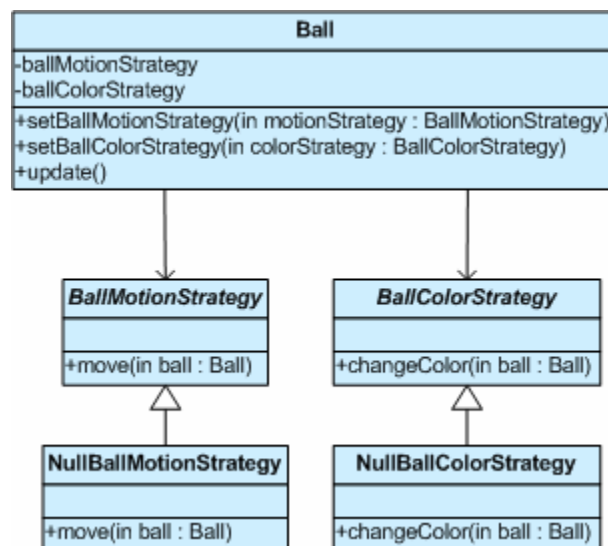 Ball
-ballMotionStrategy
-ballColorStrategy
+setBallMotionStrategy(in motionStrategy : BallMotionStrategy)
+setBallColorStrategy(in colorStrategy : BallColorStrategy)
+update()
BallMotionStrategy
+move(in ball : Ball)
BallColorStrategy
+changeColor(in ball : Ball)
NullBallMotionStrategy
+move(in ball : Ball)
NullBallColorStrategy
+changeColor(in ball : Ball)